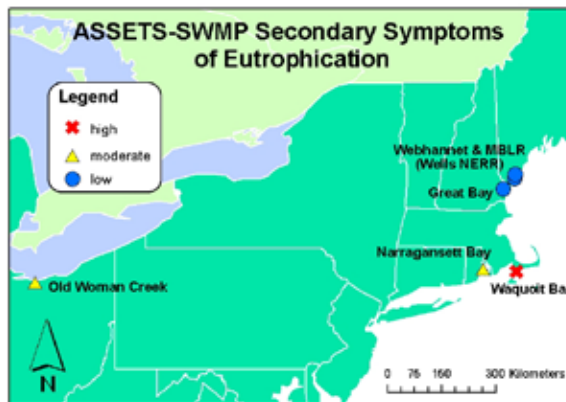 ASSETS-SWMP Secondary Symptoms
of Eutrophication
Legend
high
moderate
low
Webhannet & MBLR
(Wells NERR)
Great Bay
Narragansett Bay
Waquoit Ba
Old Woman Creek
N
0 75 160 300 Kilometers